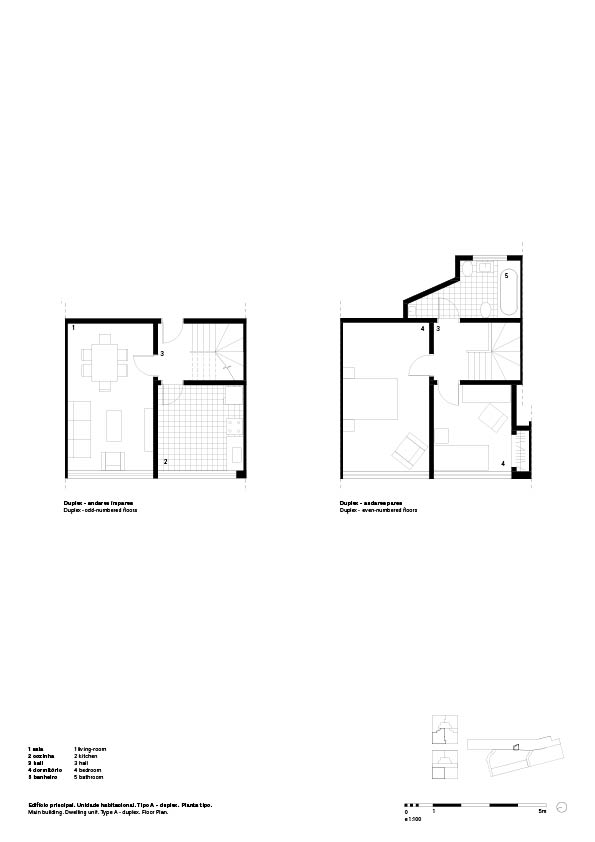 5
1
3
2
4
3
4
Duplex - andares ímpares
Duplex - odd-numbered floors
Duplex - andares pares
Duplex - even-numbered floors
1 sala
2 cozinha
3 hall
4 dormitório
5 banheiro
1 living-room
2 kitchen
3 hall
4 bedroom
5 bathroom
Edifício principal. Unidade habitacional. Tipo A - duplex. Planta tipo.
Main building. Dwelling unit. Type A - duplex. Floor Plan.
0 1 5m
e 1:100